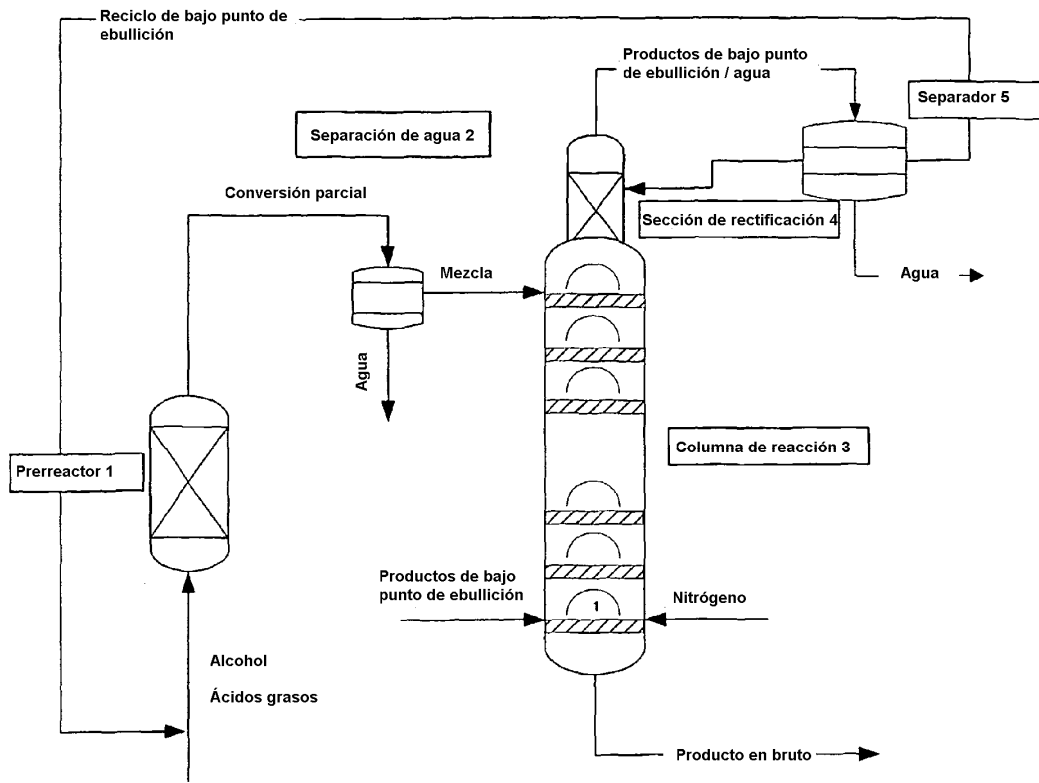 Reciclo de bajo punto de
ebullición
Productos de bajo punto
de ebullición / agua
Separador 5
Separación de agua 2
Conversión parcial
Sección de rectificación 4
Mezcla
Agua
Agua
Columna de reacción 3
Prerreactor 1
Productos de bajo
punto de ebullición
1
Nitrógeno
Alcohol
Ácidos grasos
Producto en bruto